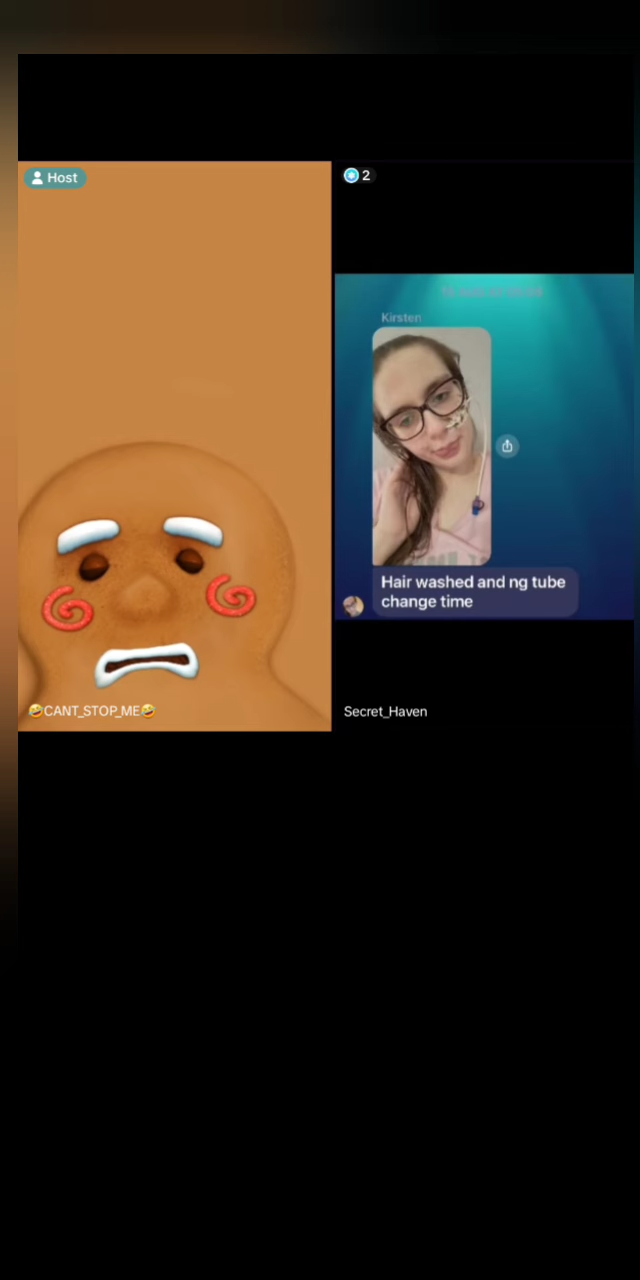 Host
2
Kirsten
Hair washed and ng tube
change time
🤣CANT_STOP_ME🤣
Secret_Haven